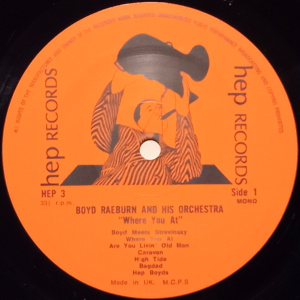 hep RECORDS
hep RECORDS
BOYD RAEBURN AND HIS ORCHESTRA
"Where You At"
HEP 3
Side 1
33⅓ r.p.m.
MONO
Boyd Meets Stravinsky
Where You At
Are You Livin' Old Man
Caravan
High Tide
Bagdad
Hep Boyds
Made in UK. M.C.P.S